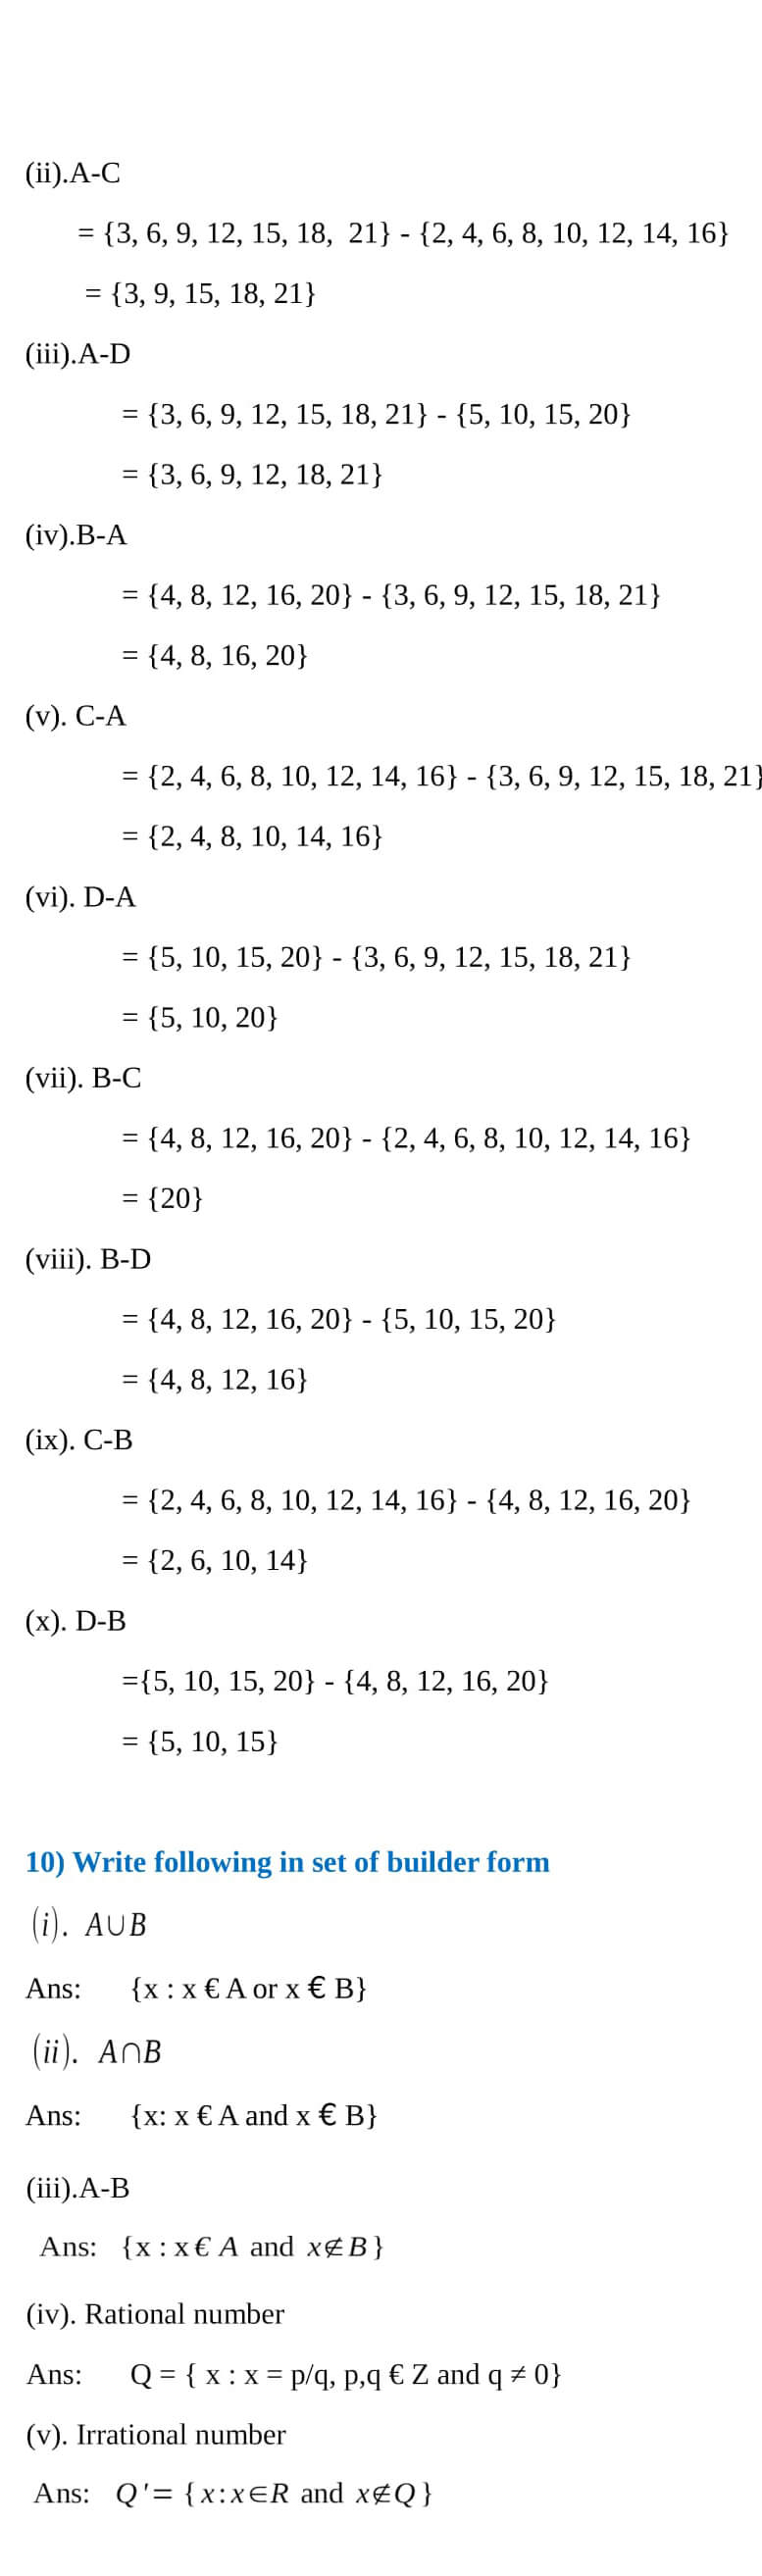 (ii).A-C
= {3, 6, 9, 12, 15, 18,  21} - {2, 4, 6, 8, 10, 12, 14, 16}
= {3, 9, 15, 18, 21}
(iii).A-D
= {3, 6, 9, 12, 15, 18, 21} - {5, 10, 15, 20}
= {3, 6, 9, 12, 18, 21}
(iv).B-A
= {4, 8, 12, 16, 20} - {3, 6, 9, 12, 15, 18, 21}
= {4, 8, 16, 20}
(v). C-A
= {2, 4, 6, 8, 10, 12, 14, 16} - {3, 6, 9, 12, 15, 18, 21}
= {2, 4, 8, 10, 14, 16}
(vi). D-A
= {5, 10, 15, 20} - {3, 6, 9, 12, 15, 18, 21}
= {5, 10, 20}
(vii). B-C
= {4, 8, 12, 16, 20} - {2, 4, 6, 8, 10, 12, 14, 16}
= {20}
(viii). B-D
= {4, 8, 12, 16, 20} - {5, 10, 15, 20}
= {4, 8, 12, 16}
(ix). C-B
= {2, 4, 6, 8, 10, 12, 14, 16} - {4, 8, 12, 16, 20}
= {2, 6, 10, 14}
(x). D-B
={5, 10, 15, 20} - {4, 8, 12, 16, 20}
= {5, 10, 15}
10) Write following in set of builder form
(i). A∪B
Ans: {x : x € A or x € B}
(ii). A∩B
Ans: {x: x € A and x € B}
(iii).A-B
Ans: {x : x € A and x∉B}
(iv). Rational number
Ans: Q = { x : x = p/q, p,q € Z and q ≠ 0}
(v). Irrational number
Ans: Q'= {x:x∈R and x∉Q}